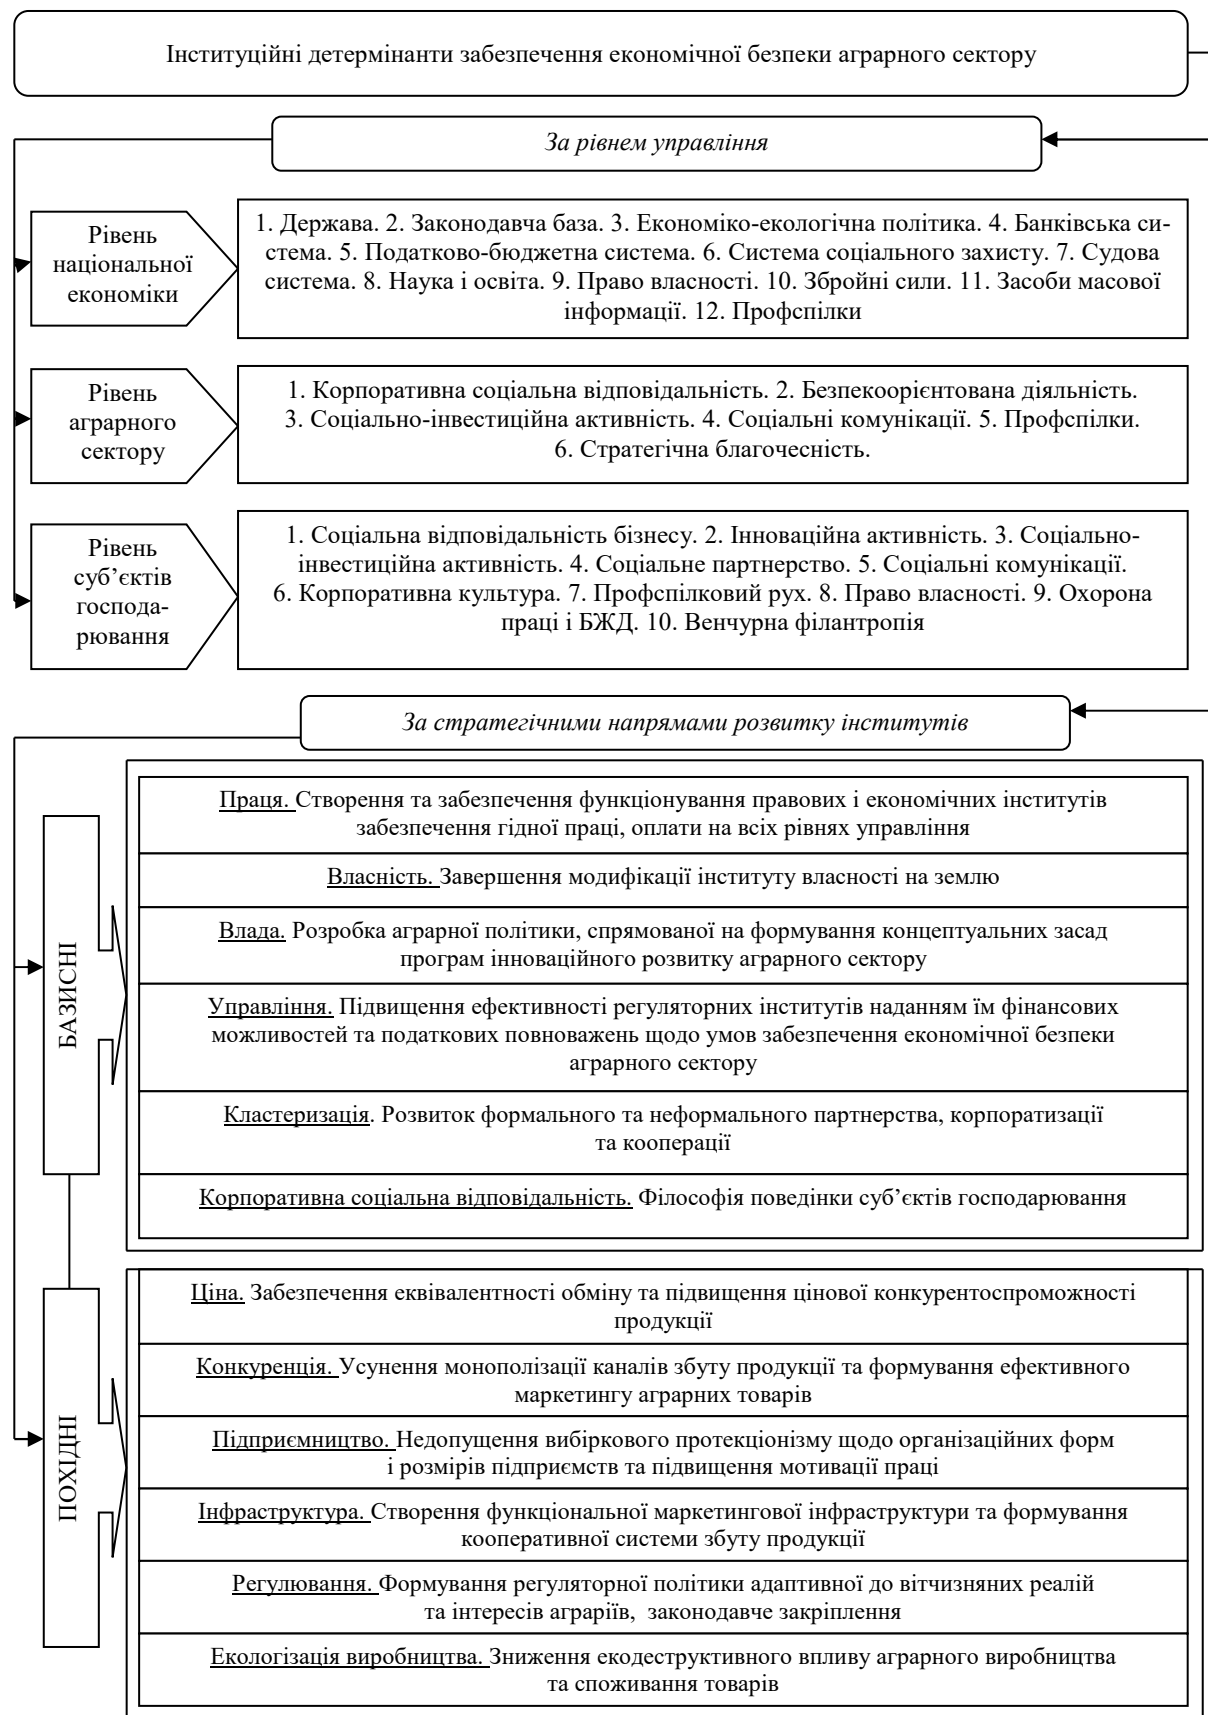 Інституційні детермінанти забезпечення економічної безпеки аграрного сектору
За рівнем управління
Рівень
національної
економіки
1. Держава. 2. Законодавча база. 3. Економіко-екологічна політика. 4. Банківська си-
стема. 5. Податково-бюджетна система. 6. Система соціального захисту. 7. Судова
система. 8. Наука і освіта. 9. Право власності. 10. Збройні сили. 11. Засоби масової
інформації. 12. Профспілки
Рівень
аграрного
сектору
1. Корпоративна соціальна відповідальність. 2. Безпекоорієнтована діяльність.
3. Соціально-інвестиційна активність. 4. Соціальні комунікації. 5. Профспілки.
6. Стратегічна благочесність.
Рівень
суб’єктів
господа-
рювання
1. Соціальна відповідальність бізнесу. 2. Інноваційна активність. 3. Соціально-
інвестиційна активність. 4. Соціальне партнерство. 5. Соціальні комунікації.
6. Корпоративна культура. 7. Профспілковий рух. 8. Право власності. 9. Охорона
праці і БЖД. 10. Венчурна філантропія
За стратегічними напрямами розвитку інститутів
БАЗИСНІ
Праця. Створення та забезпечення функціонування правових і економічних інститутів
забезпечення гідної праці, оплати на всіх рівнях управління
Власність. Завершення модифікації інституту власності на землю
Влада. Розробка аграрної політики, спрямованої на формування концептуальних засад
програм інноваційного розвитку аграрного сектору
Управління. Підвищення ефективності регуляторних інститутів наданням їм фінансових
можливостей та податкових повноважень щодо умов забезпечення економічної безпеки
аграрного сектору
Кластеризація. Розвиток формального та неформального партнерства, корпоратизації
та кооперації
Корпоративна соціальна відповідальність. Філософія поведінки суб’єктів господарювання
ПОХІДНІ
Ціна. Забезпечення еквівалентності обміну та підвищення цінової конкурентоспроможності
продукції
Конкуренція. Усунення монополізації каналів збуту продукції та формування ефективного
маркетингу аграрних товарів
Підприємництво. Недопущення вибіркового протекціонізму щодо організаційних форм
і розмірів підприємств та підвищення мотивації праці
Інфраструктура. Створення функціональної маркетингової інфраструктури та формування
кооперативної системи збуту продукції
Регулювання. Формування регуляторної політики адаптивної до вітчизняних реалій
та інтересів аграріїв, законодавче закріплення
Екологізація виробництва. Зниження екодеструктивного впливу аграрного виробництва
та споживання товарів